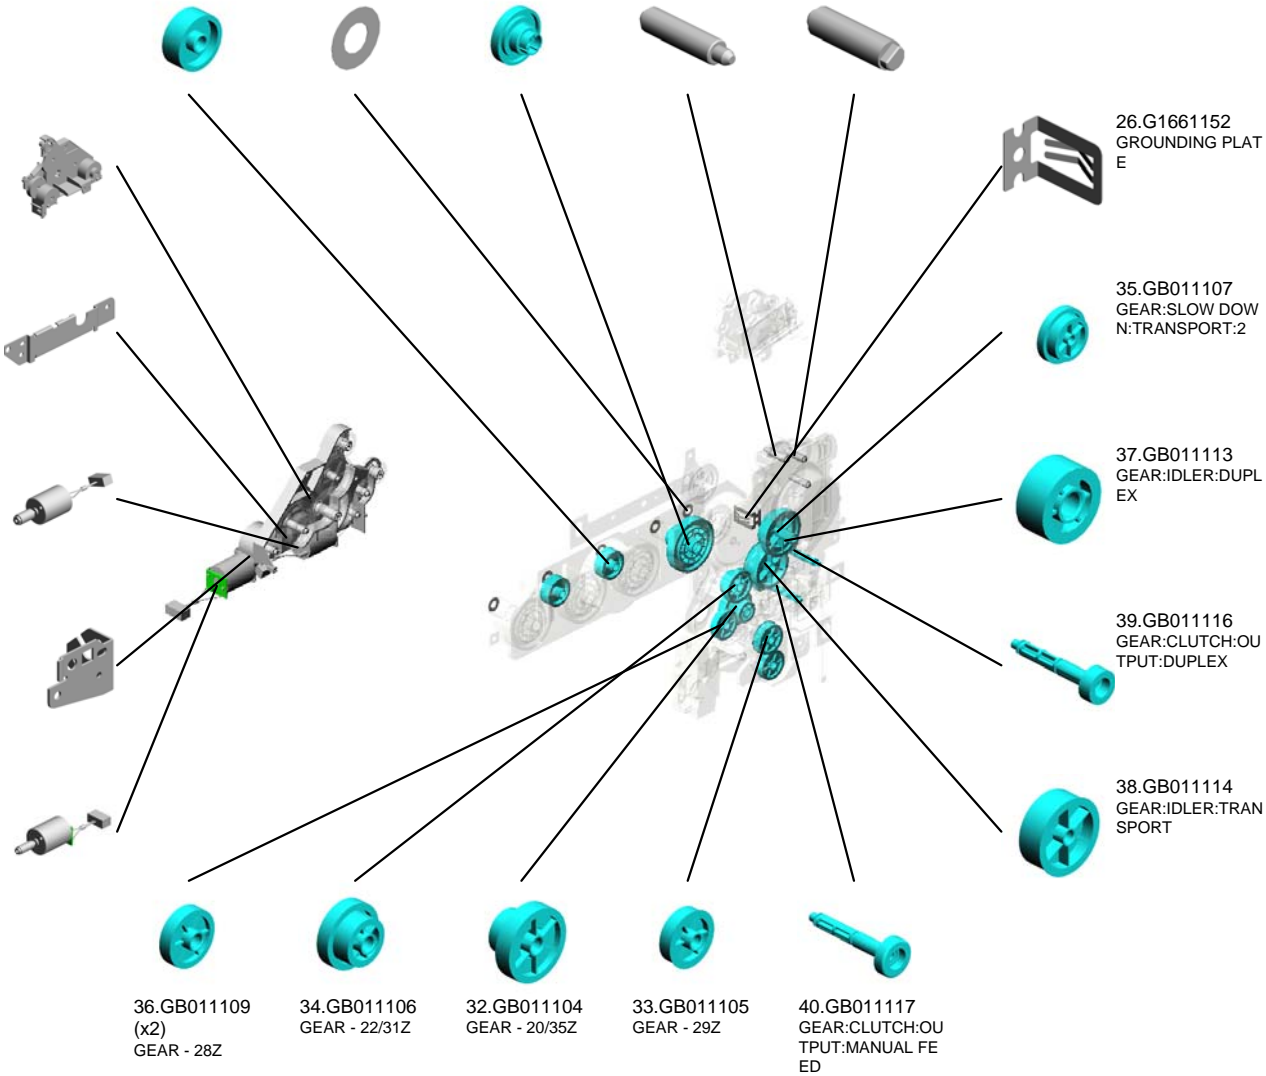 26.G1661152
GROUNDING PLAT
E
35.GB011107
GEAR:SLOW DOW
N:TRANSPORT:2
37.GB011113
GEAR:IDLER:DUPL
EX
39.GB011116
GEAR:CLUTCH:OU
TPUT:DUPLEX
38.GB011114
GEAR:IDLER:TRAN
SPORT
36.GB011109
(x2)
GEAR - 28Z
34.GB011106
GEAR - 22/31Z
32.GB011104
GEAR - 20/35Z
33.GB011105
GEAR - 29Z
40.GB011117
GEAR:CLUTCH:OU
TPUT:MANUAL FE
ED